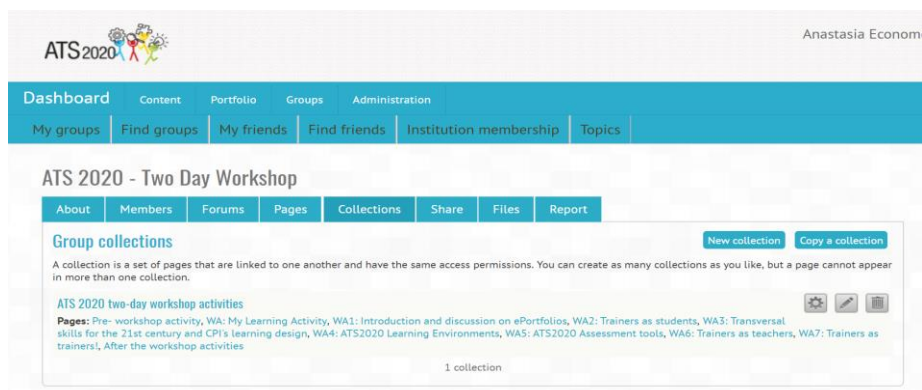 ATS2020
Anastasia Econom
Dashboard Content Portfolio Groups Administration
My groups Find groups My friends Find friends Institution membership Topics
ATS 2020 - Two Day Workshop
About Members Forums Pages Collections Share Files Report
Group collections
New collection Copy a collection
A collection is a set of pages that are linked to one another and have the same access permissions. You can create as many collections as you like, but a page cannot appear
in more than one collection.
ATS 2020 two-day workshop activities
Pages: Pre- workshop activity, WA: My Learning Activity, WA1: Introduction and discussion on ePortfolios, WA2: Trainers as students, WA3: Transversal
skills for the 21st century and CPI's learning design, WA4: ATS2020 Learning Environments, WA5: ATS2020 Assessment tools, WA6: Trainers as teachers, WA7: Trainers as
trainers!, After the workshop activities
1 collection